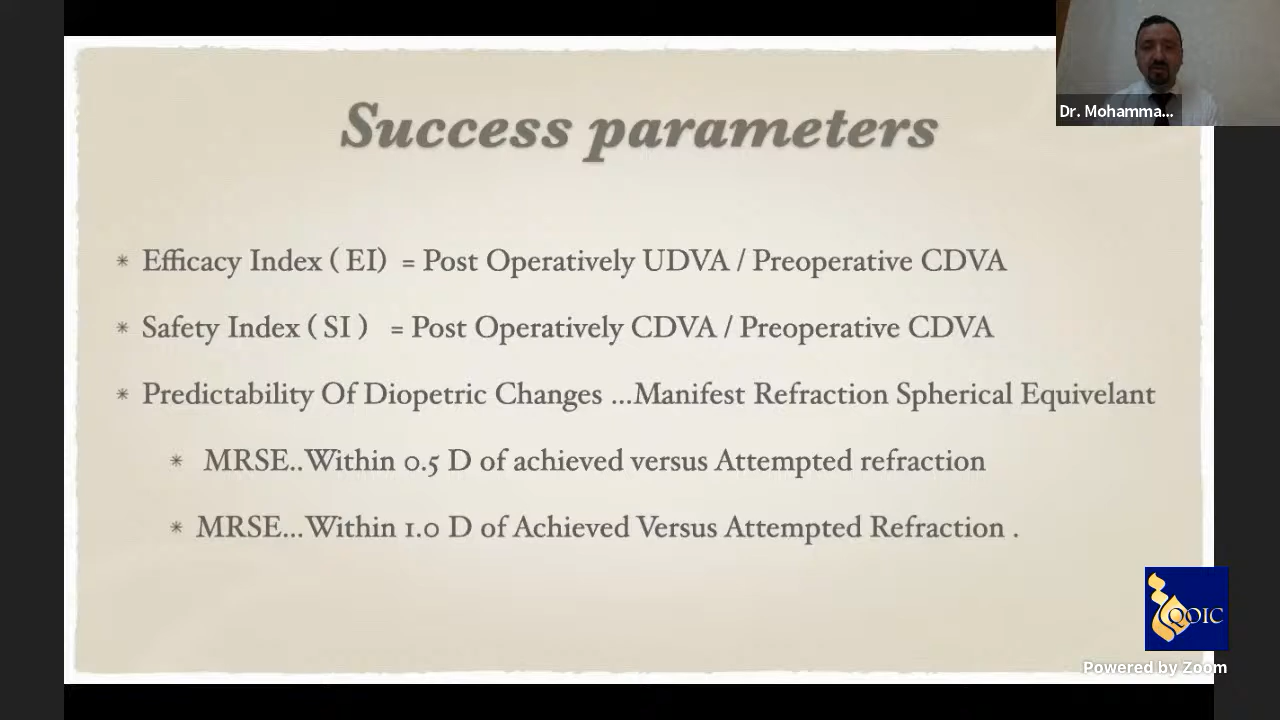 Success parameters
Dr. Mohamma...
* Efficacy Index ( EI) = Post Operatively UDVA / Preoperative CDVA
* Safety Index ( SI ) = Post Operatively CDVA / Preoperative CDVA
* Predictability Of Diopetric Changes ...Manifest Refraction Spherical Equivelant
* MRSE..Within 0.5 D of achieved versus Attempted refraction
* MRSE...Within 1.0 D of Achieved Versus Attempted Refraction .
QOIC
Powered by Zoom